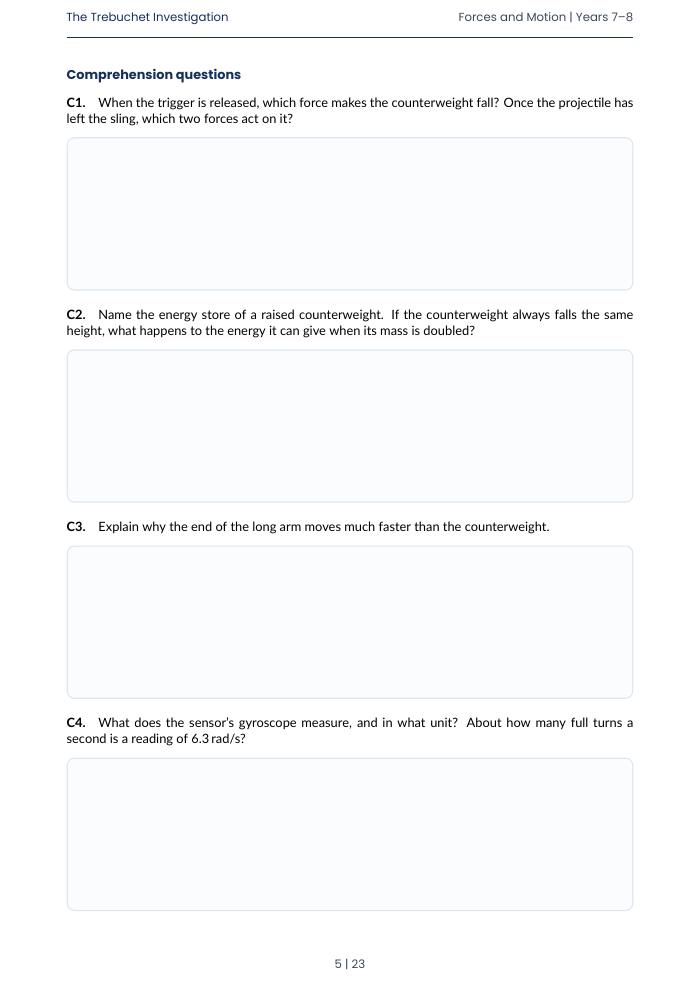 The Trebuchet Investigation
Forces and Motion | Years 7–8
Comprehension questions
C1. When the trigger is released, which force makes the counterweight fall? Once the projectile has
left the sling, which two forces act on it?
C2. Name the energy store of a raised counterweight. If the counterweight always falls the same
height, what happens to the energy it can give when its mass is doubled?
C3. Explain why the end of the long arm moves much faster than the counterweight.
C4. What does the sensor’s gyroscope measure, and in what unit? About how many full turns a
second is a reading of 6.3 rad/s?
5 | 23